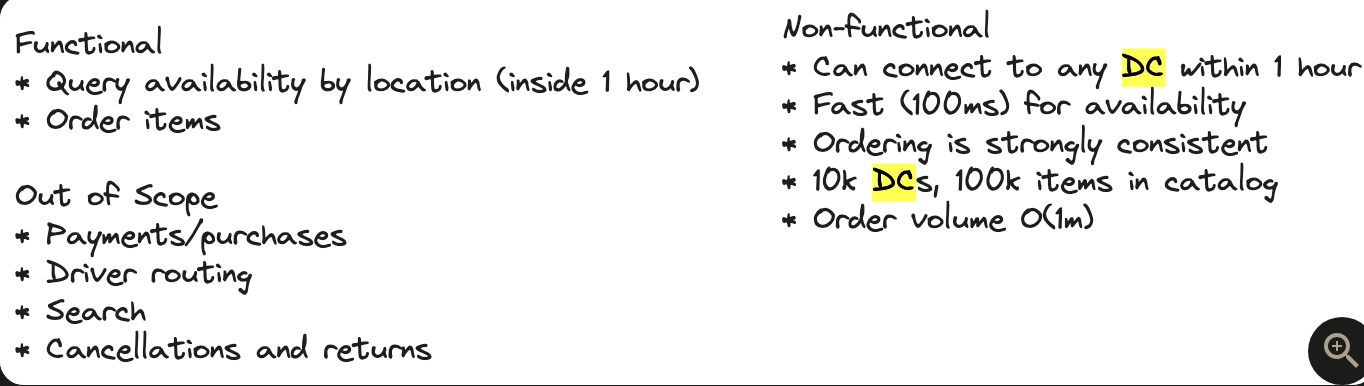 Functional
* Query availability by location (inside 1 hour)
* Order items
Out of Scope
* Payments/purchases
* Driver routing
* Search
* Cancellations and returns
Non-functional
* Can connect to any DC within 1 hour
* Fast (100ms) for availability
* Ordering is strongly consistent
* 10k DCs, 100k items in catalog
* Order volume O(1m)